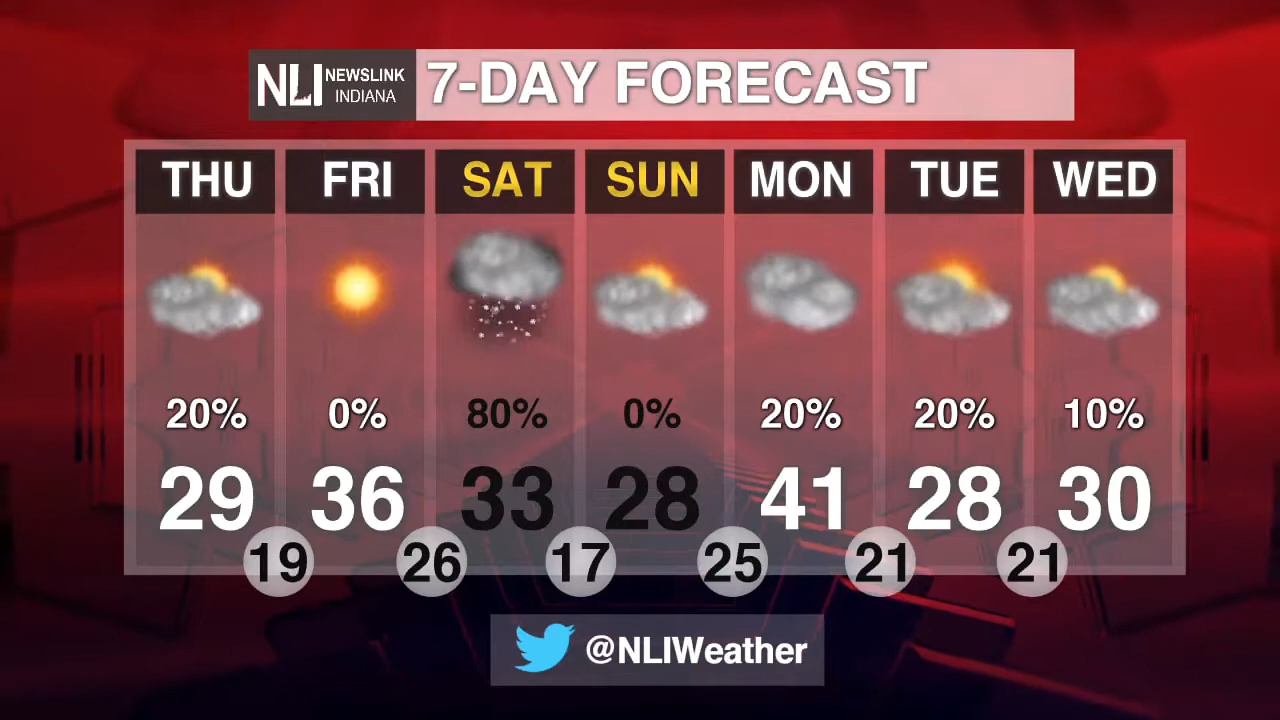 NLI NEWSLINK INDIANA 7-DAY FORECAST
THU FRI SAT SUN MON TUE WED
20% 0% 80% 0% 20% 20% 10%
29 36 33 28 41 28 30
19 26 17 25 21 21
@NLIWeather